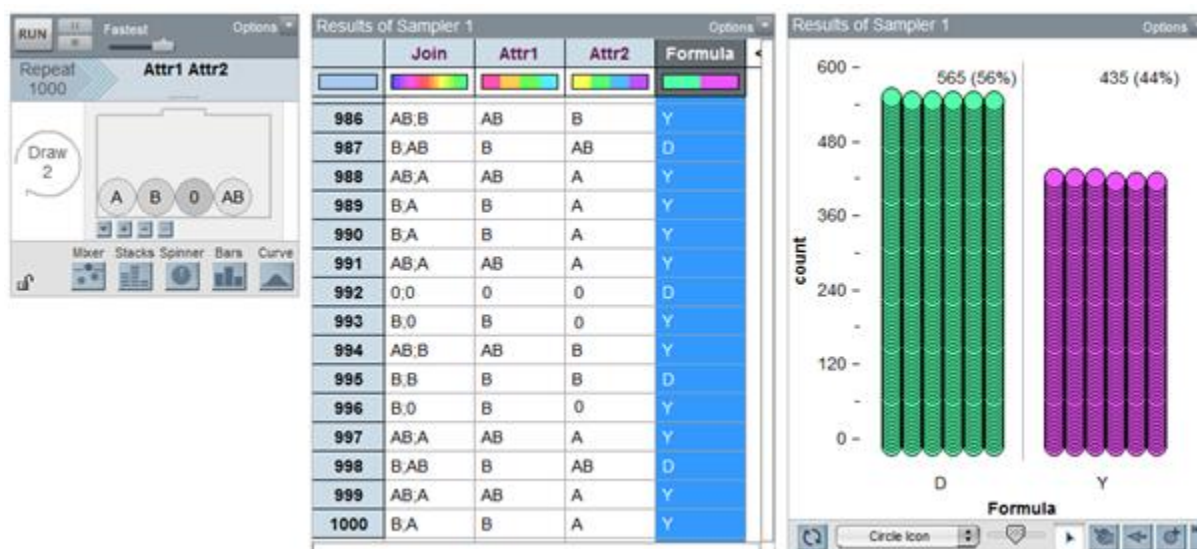 RUN Fastest Options
Repeat 1000 Attr1 Attr2
Draw 2
A B 0 AB
Mixer Stacks Spinner Bars Curve
Results of Sampler 1 Options
Join Attr1 Attr2 Formula <
986 AB;B AB B Y
987 B;AB B AB D
988 AB;A AB A Y
989 B;A B A Y
990 B;A B A Y
991 AB;A AB A Y
992 0;0 0 0 D
993 B;0 B 0 Y
994 AB;B AB B Y
995 B;B B B D
996 B;0 B 0 Y
997 AB;A AB A Y
998 B;AB B AB D
999 AB;A AB A Y
1000 B;A B A Y
Results of Sampler 1 Options
565 (56%) 435 (44%)
600
480
360
240
120
0
count
D Y
Formula
Circle Icon